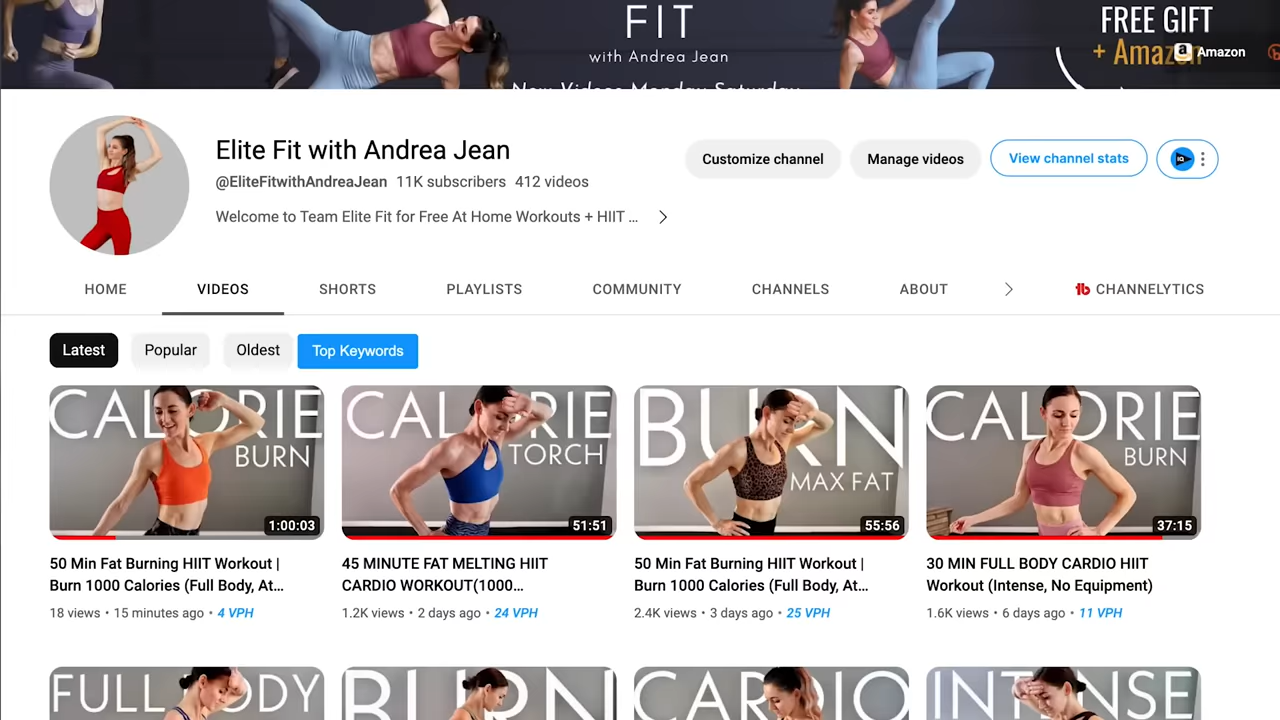 FIT
with Andrea Jean
New Videos Monday-Saturday
FREE GIFT
+ Amazon
Amazon
Elite Fit with Andrea Jean
@EliteFitwithAndreaJean 11K subscribers 412 videos
Welcome to Team Elite Fit for Free At Home Workouts + HIIT ...
Customize channel
Manage videos
View channel stats
IQ
HOME
VIDEOS
SHORTS
PLAYLISTS
COMMUNITY
CHANNELS
ABOUT
CHANNELYTICS
Latest
Popular
Oldest
Top Keywords
CALORIE
BURN
1:00:03
50 Min Fat Burning HIIT Workout |
Burn 1000 Calories (Full Body, At...
18 views • 15 minutes ago • 4 VPH
CALORIE
TORCH
51:51
45 MINUTE FAT MELTING HIIT
CARDIO WORKOUT(1000...
1.2K views • 2 days ago • 24 VPH
BURN
MAX FAT
55:56
50 Min Fat Burning HIIT Workout |
Burn 1000 Calories (Full Body, At...
2.4K views • 3 days ago • 25 VPH
CALORIE
BURN
37:15
30 MIN FULL BODY CARDIO HIIT
Workout (Intense, No Equipment)
1.6K views • 6 days ago • 11 VPH
FULL BODY
BURN
CARDIO
INTENSE